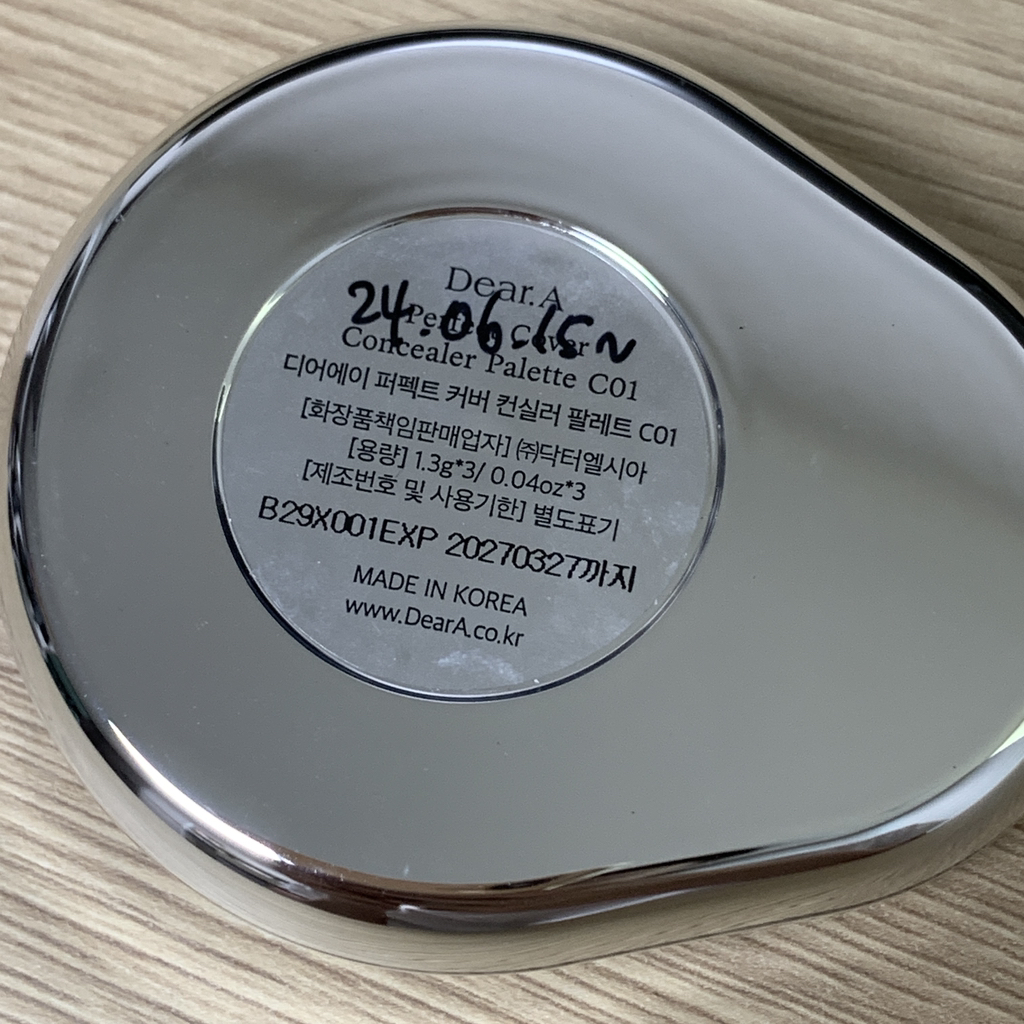 Dear.A
24.06.15~
Perfect Cover
Concealer Palette C01
디어에이 퍼펙트 커버 컨실러 팔레트 C01
[화장품책임판매업자] ㈜닥터엘시아
[용량] 1.3g*3/ 0.04oz*3
[제조번호 및 사용기한] 별도표기
B29X001EXP 20270327까지
MADE IN KOREA
www.DearA.co.kr